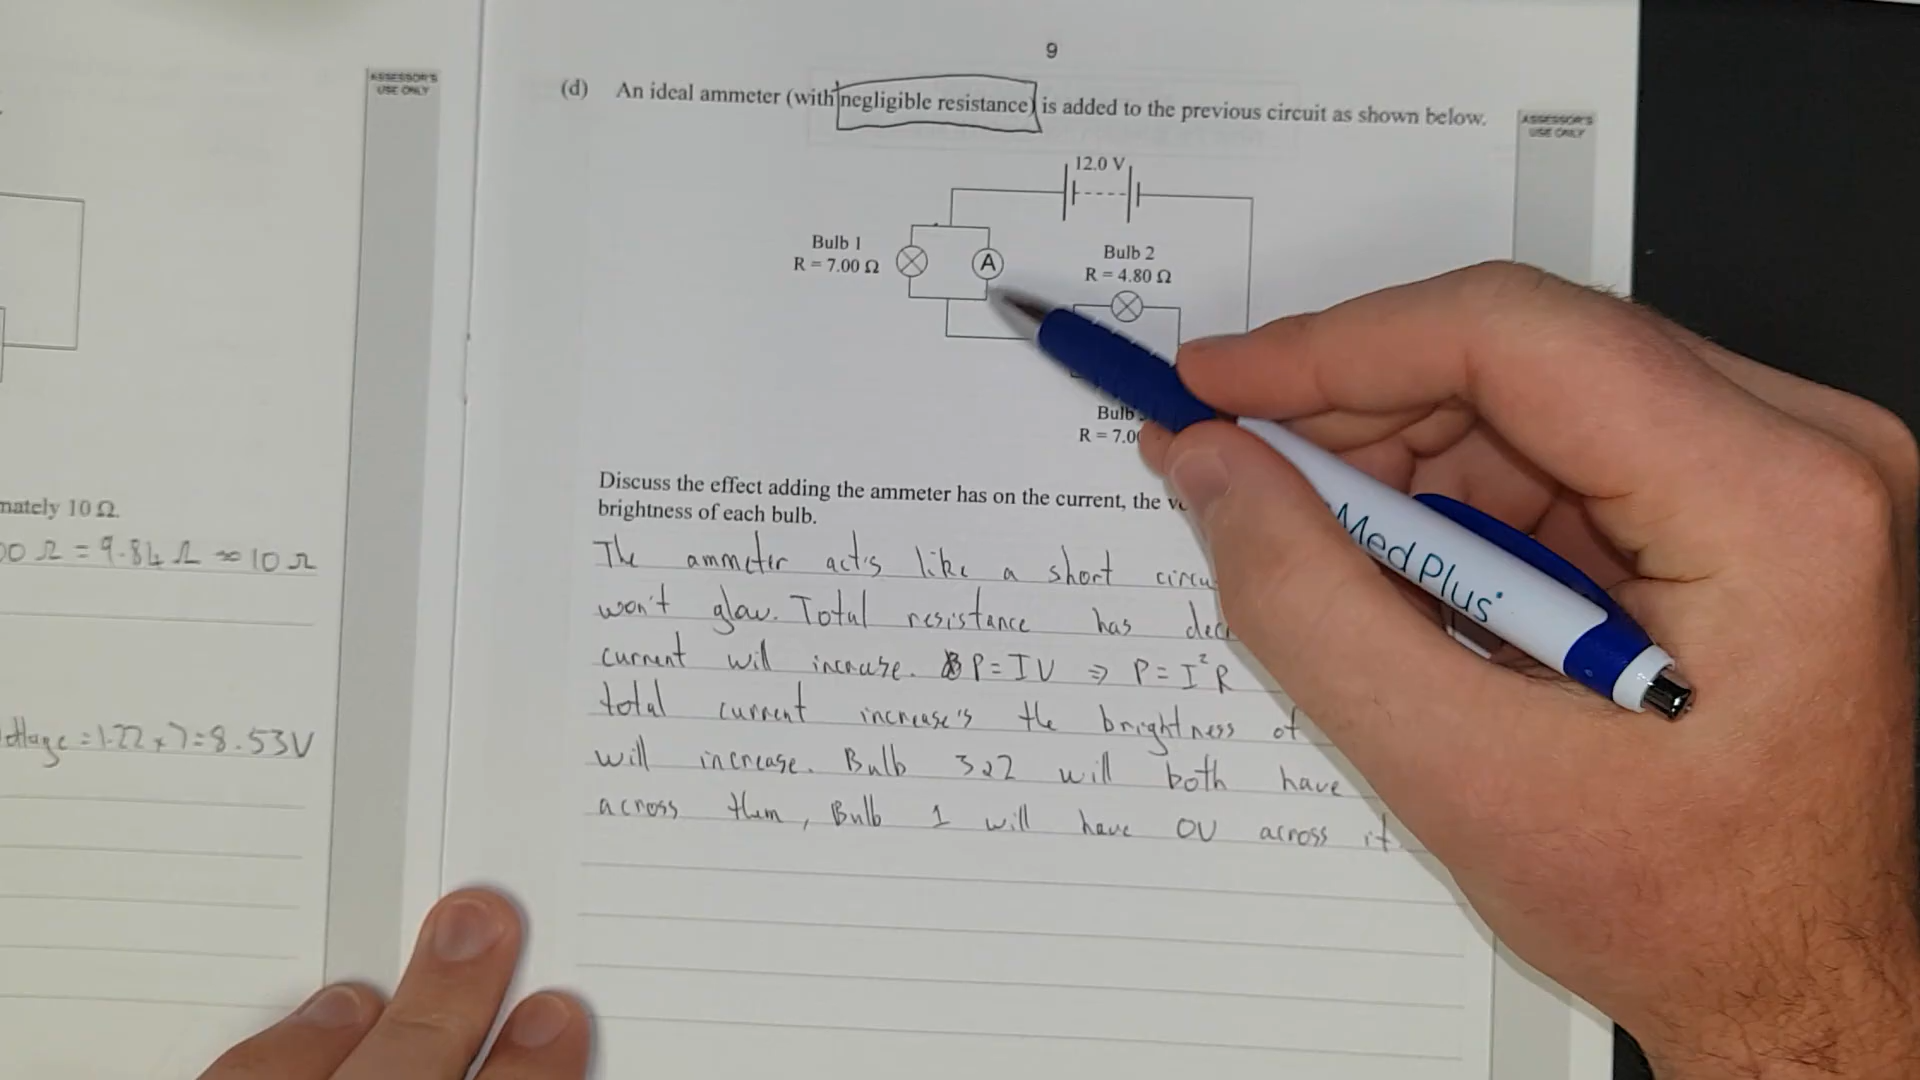 9
ASSESSOR'S
USE ONLY
(d) An ideal ammeter (with negligible resistance) is added to the previous circuit as shown below.
ASSESSOR'S
USE ONLY
12.0 V
Bulb 1
R = 7.00 Ω
A
Bulb 2
R = 4.80 Ω
Bulb
R = 7.0
Discuss the effect adding the ammeter has on the current, the
brightness of each bulb.
The ammeter act's like a short
won't glow. Total resistance has
current will increase. P = IV ⇒ P = I²R
total current increase's the brightness of
will increase. Bulb 3&2 will both have
across them, Bulb 1 will have 0V across it
10 Ω.
Ω = 9.84 Ω ≈ 10 Ω
= 1.22 × 7 = 8.53V
Med Plus